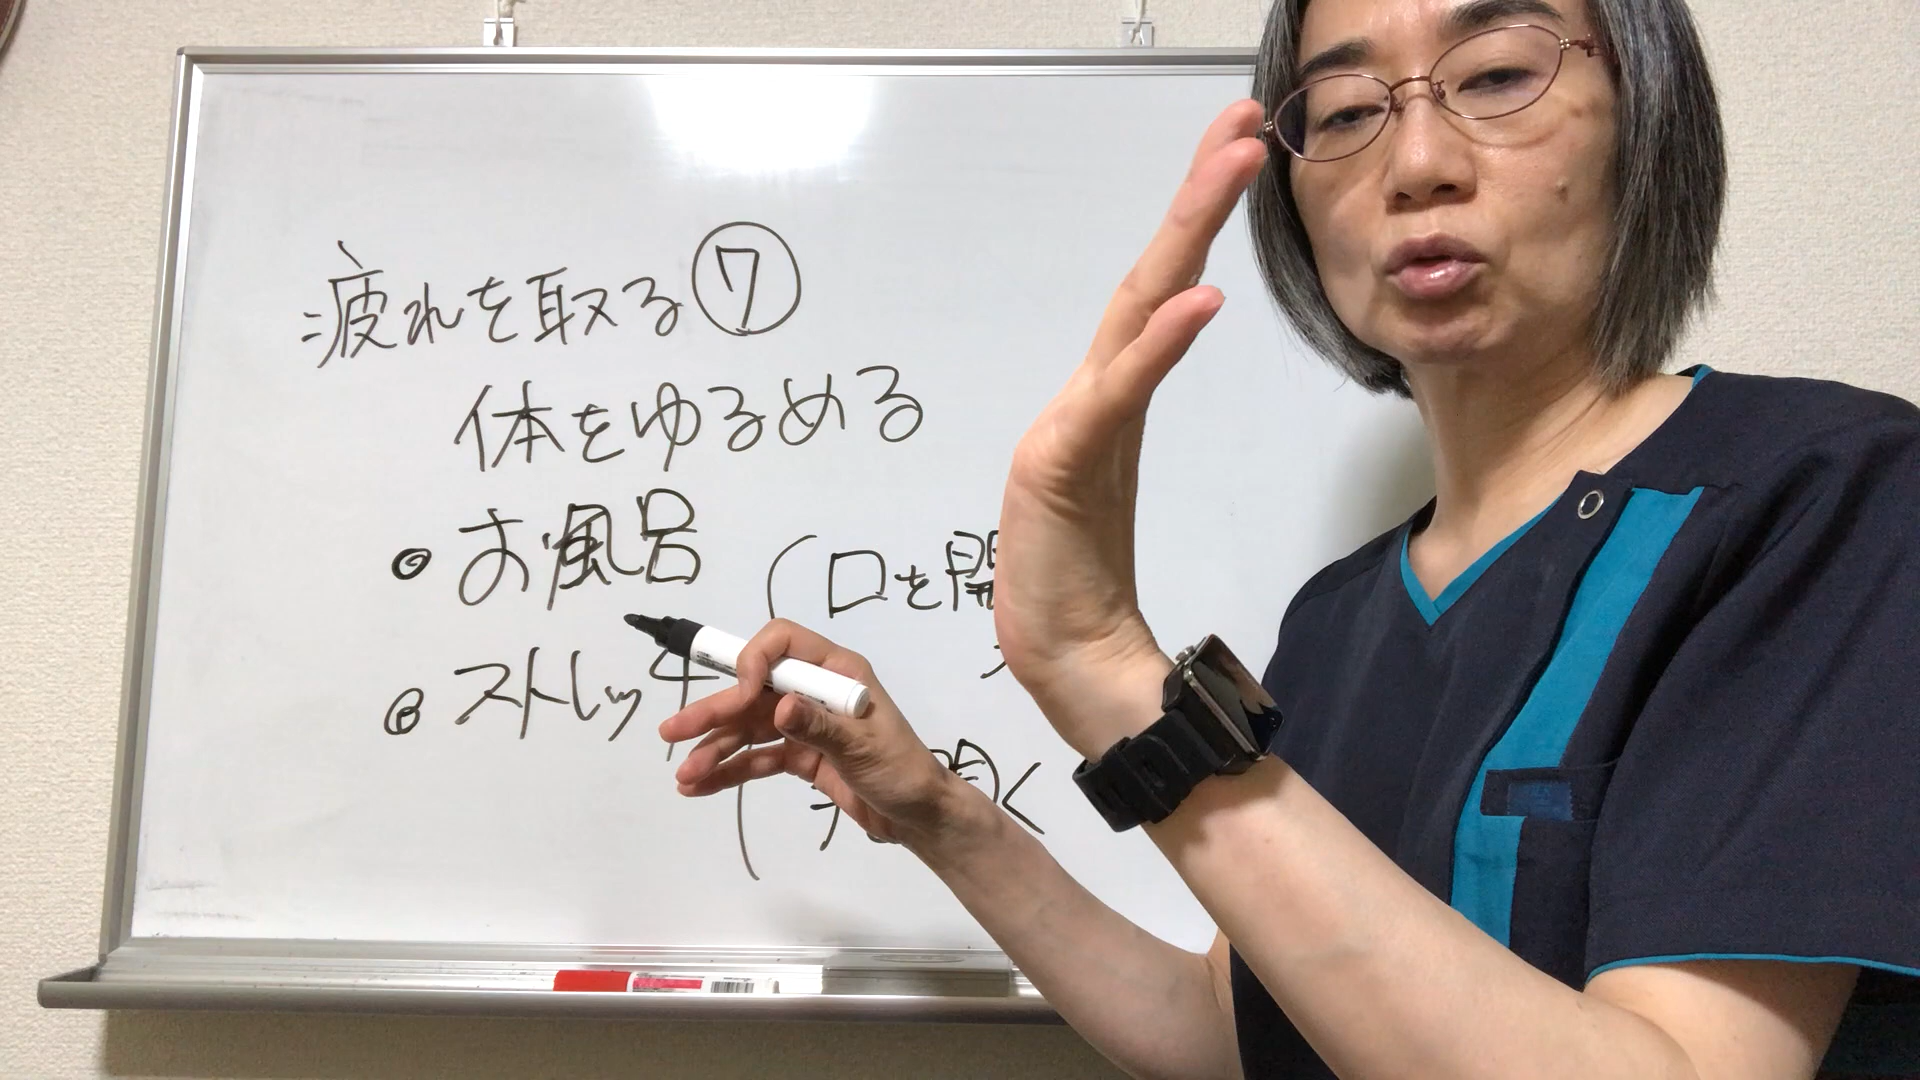 疲れを取る⑦
体をゆるめる
• お風呂
(口を開
• ストレッチ
(
開く